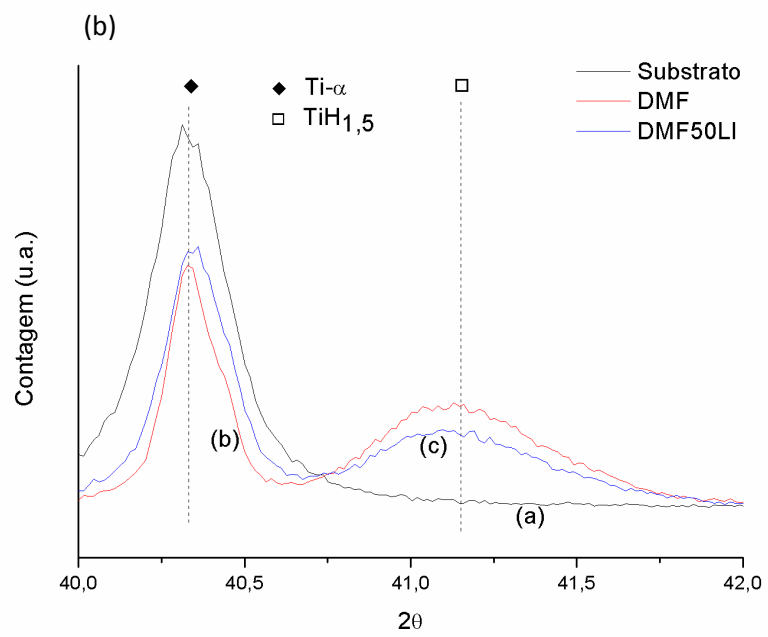 (b)
◆ Ti-α
□ TiH1,5
Substrato
DMF
DMF50LI
Contagem (u.a.)
(b)
(c)
(a)
40,0 40,5 41,0 41,5 42,0
2θ